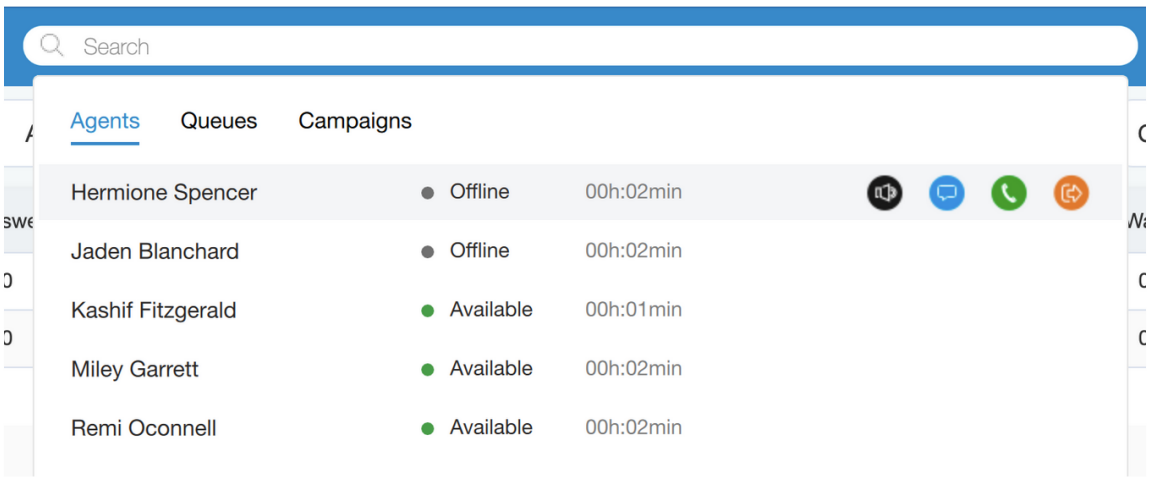 Search
Agents Queues Campaigns
Hermione Spencer Offline 00h:02min
Jaden Blanchard Offline 00h:02min
Kashif Fitzgerald Available 00h:01min
Miley Garrett Available 00h:02min
Remi Oconnell Available 00h:02min